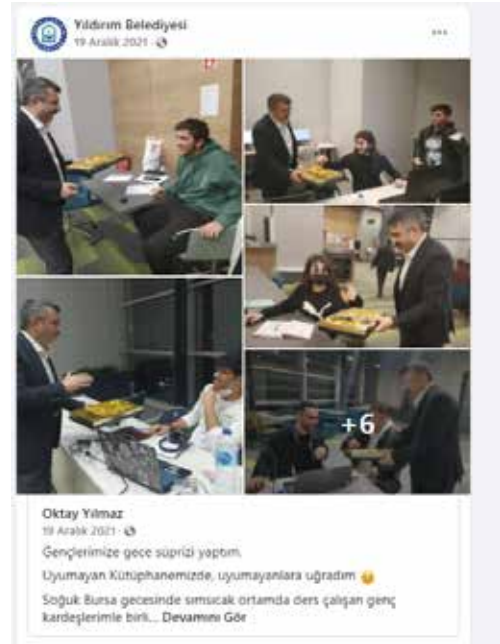 Yıldırım Belediyesi
19 Aralık 2021 ·
+6
Oktay Yılmaz
19 Aralık 2021 ·
Gençlerimize gece süprizi yaptım.
Uyumayan Kütüphanemizde, uyumayanlara uğradım
Soğuk Bursa gecesinde sımsıcak ortamda ders çalışan genç
kardeşlerimle birli... Devamını Gör